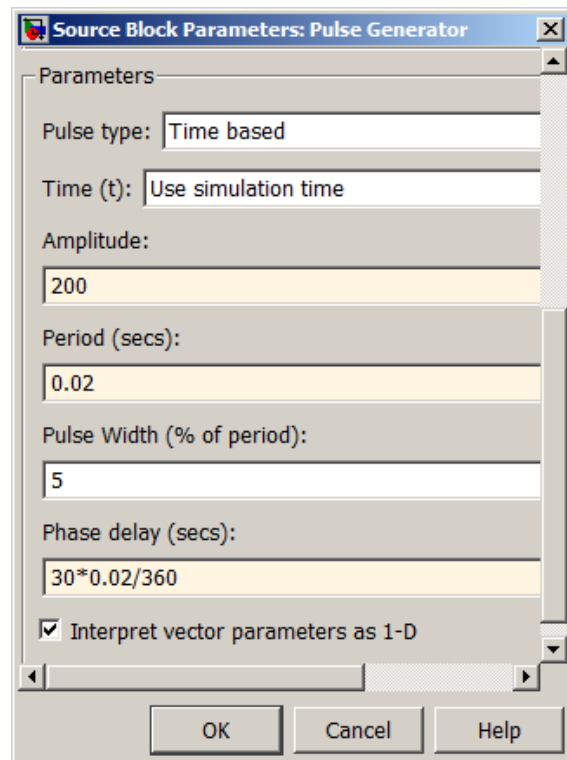 Source Block Parameters: Pulse Generator
Parameters
Pulse type: Time based
Time (t): Use simulation time
Amplitude:
200
Period (secs):
0.02
Pulse Width (% of period):
5
Phase delay (secs):
30*0.02/360
Interpret vector parameters as 1-D
OK Cancel Help